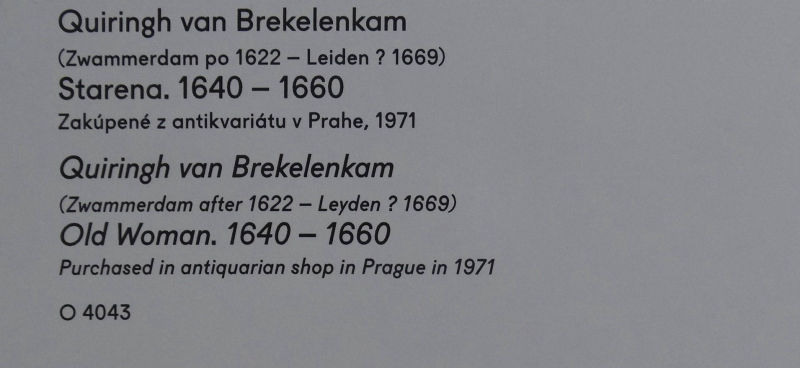 Quiringh van Brekelenkam
(Zwammerdam po 1622 – Leiden ? 1669)
Starena. 1640 – 1660
Zakúpené z antikvariátu v Prahe, 1971
Quiringh van Brekelenkam
(Zwammerdam after 1622 – Leyden ? 1669)
Old Woman. 1640 – 1660
Purchased in antiquarian shop in Prague in 1971
O 4043